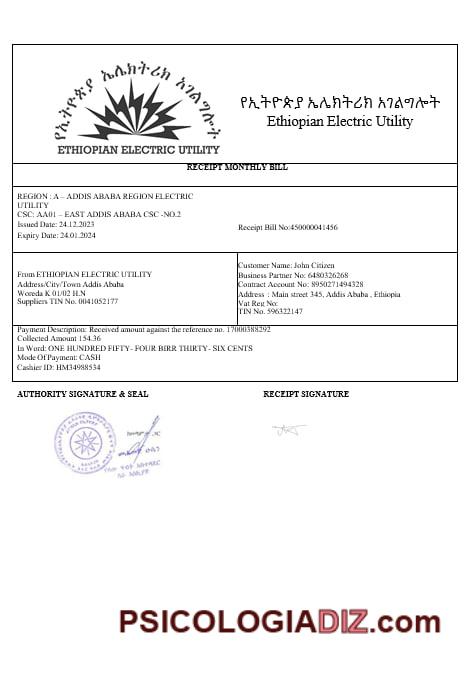 የኢትዮጵያ ኤሌክትሪክ አገልግሎት
ETHIOPIAN ELECTRIC UTILITY
የኢትዮጵያ ኤሌክትሪክ አገልግሎት
Ethiopian Electric Utility
RECEIPT MONTHLY BILL
REGION : A – ADDIS ABABA REGION ELECTRIC
UTILITY
CSC: AA01 – EAST ADDIS ABABA CSC -NO.2
Issued Date: 24.12.2023
Expiry Date: 24.01.2024
Receipt Bill No:450000041456
From ETHIOPIAN ELECTRIC UTILITY
Address/City/Town Addis Ababa
Woreda K 01/02 H.N
Suppliers TIN No. 0041052177
Customer Name: John Citizen
Business Partner No: 6480326268
Contract Account No: 8950271494328
Address : Main street 345, Addis Ababa , Ethiopia
Vat Reg No:
TIN No. 596322147
Payment Description: Received amount against the reference no. 17000388292
Collected Amount 154.36
In Word: ONE HUNDRED FIFTY- FOUR BIRR THIRTY- SIX CENTS
Mode Of Payment: CASH
Cashier ID: HM34988534
AUTHORITY SIGNATURE & SEAL
RECEIPT SIGNATURE
PSICOLOGIADIZ.com